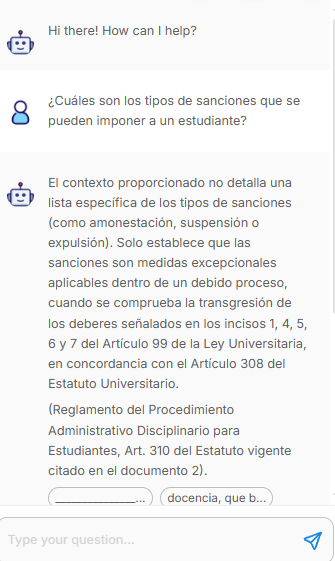 Hi there! How can I help?
¿Cuáles son los tipos de sanciones que se
pueden imponer a un estudiante?
El contexto proporcionado no detalla una
lista específica de los tipos de sanciones
(como amonestación, suspensión o
expulsión). Solo establece que las
sanciones son medidas excepcionales
aplicables dentro de un debido proceso,
cuando se comprueba la transgresión de
los deberes señalados en los incisos 1, 4, 5,
6 y 7 del Artículo 99 de la Ley Universitaria,
en concordancia con el Artículo 308 del
Estatuto Universitario.
(Reglamento del Procedimiento
Administrativo Disciplinario para
Estudiantes, Art. 310 del Estatuto vigente
citado en el documento 2).
________________... docencia, que b...
Type your question...